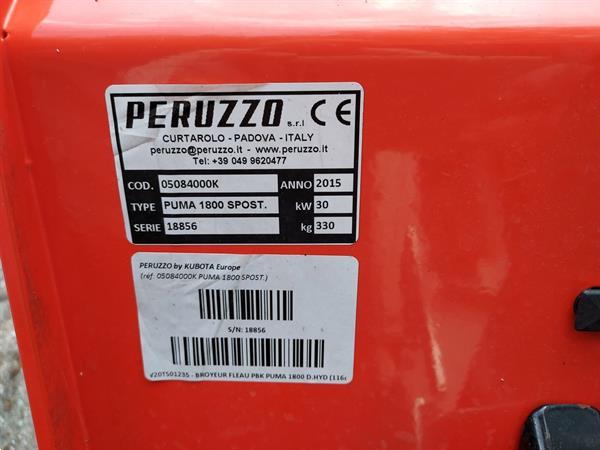 PERUZZO s.r.l CE
CURTAROLO - PADOVA - ITALY
peruzzo@peruzzo.it - www.peruzzo.it
Tel: +39 049 9620477
COD. 05084000K ANNO 2015
TYPE PUMA 1800 SPOST. kW 30
SERIE 18856 kg 330
PERUZZO by KUBOTA Europe
(réf. 05084000K PUMA 1800 SPOST.)
S/N: 18856
V20TS01235 - BROYEUR FLEAU PBK PUMA 1800 D.HYD (116c